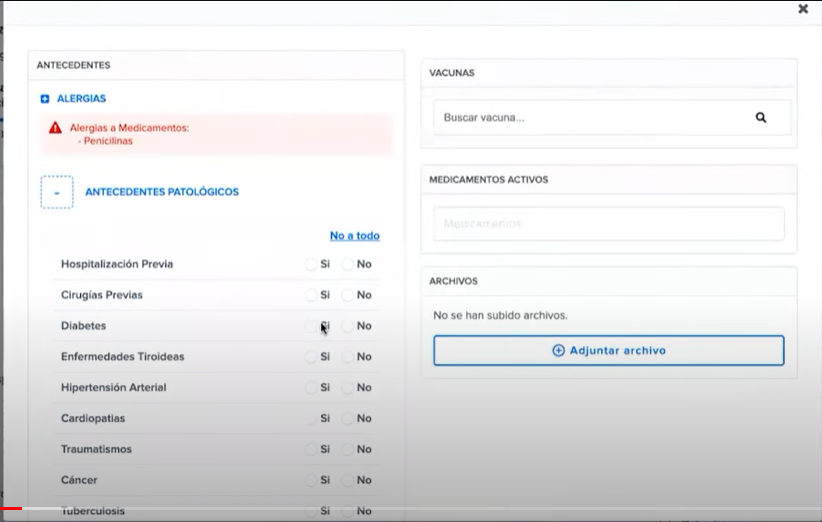 ANTECEDENTES
ALERGIAS
Alergias a Medicamentos:
- Penicilinas
ANTECEDENTES PATOLÓGICOS
No a todo
Hospitalización Previa Si No
Cirugías Previas Si No
Diabetes Si No
Enfermedades Tiroideas Si No
Hipertensión Arterial Si No
Cardiopatias Si No
Traumatismos Si No
Cáncer Si No
Tuberculosis Si No
VACUNAS
Buscar vacuna...
MEDICAMENTOS ACTIVOS
Medicamentos
ARCHIVOS
No se han subido archivos.
Adjuntar archivo